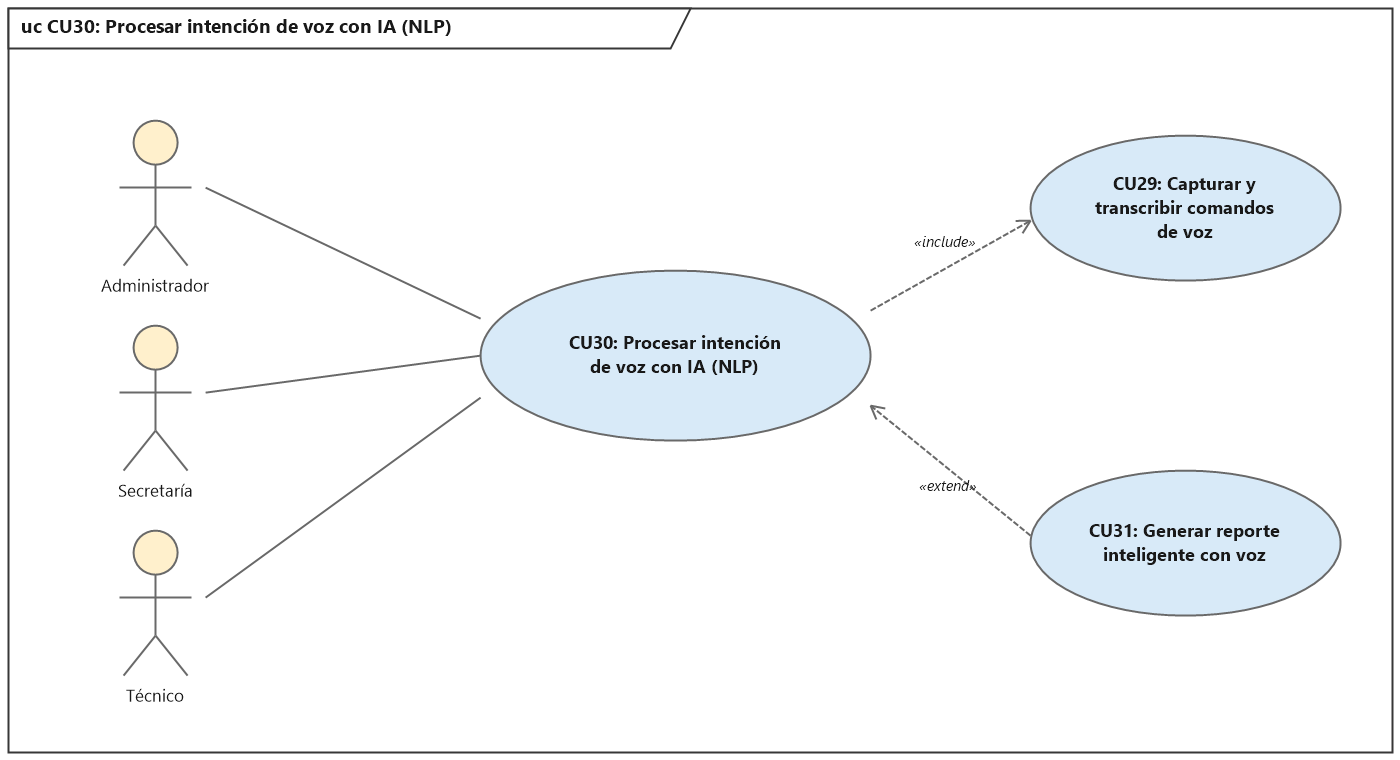 uc CU30: Procesar intención de voz con IA (NLP)
Administrador
Secretaría
Técnico
CU30: Procesar intención
de voz con IA (NLP)
«include»
CU29: Capturar y
transcribir comandos
de voz
«extend»
CU31: Generar reporte
inteligente con voz